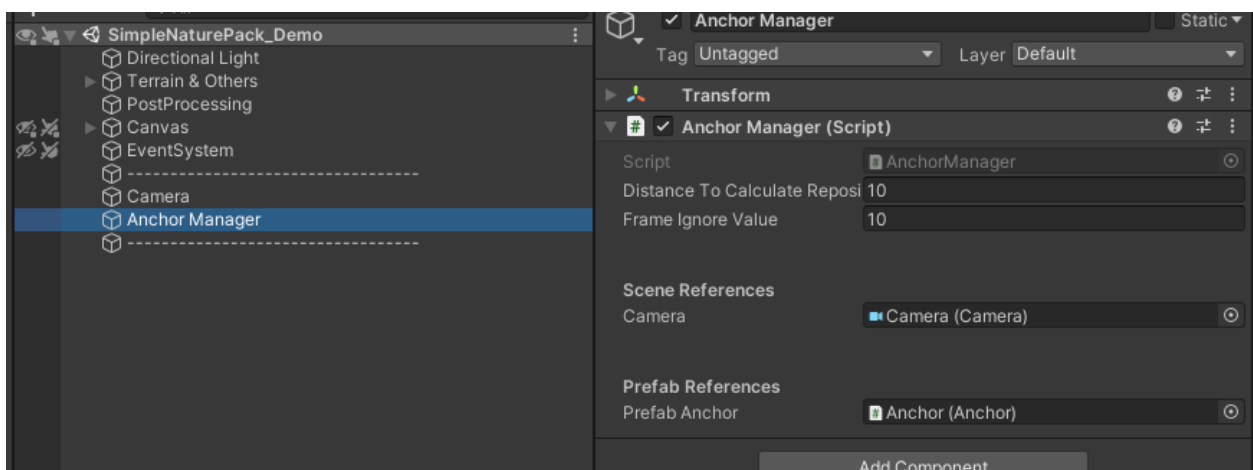 SimpleNaturePack_Demo
Directional Light
Terrain & Others
PostProcessing
Canvas
EventSystem
----------------------------------
Camera
Anchor Manager
----------------------------------
Anchor Manager
Static
Tag Untagged
Layer Default
Transform
Anchor Manager (Script)
Script AnchorManager
Distance To Calculate Reposi 10
Frame Ignore Value 10
Scene References
Camera Camera (Camera)
Prefab References
Prefab Anchor Anchor (Anchor)
Add Component